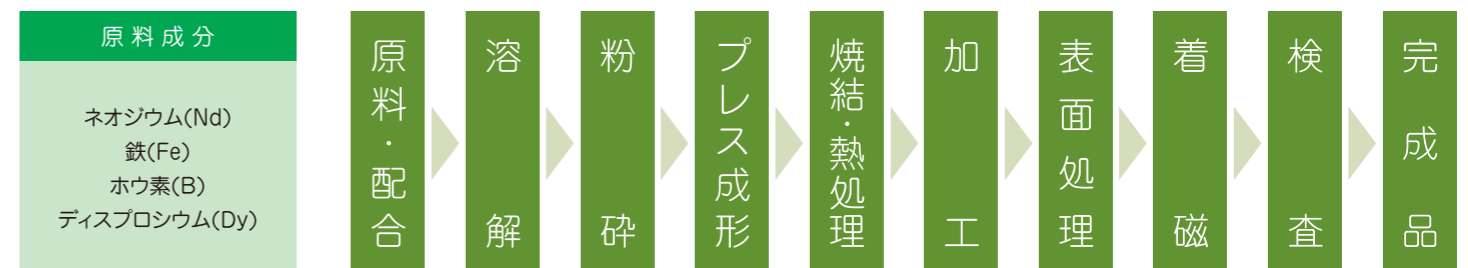 原料成分
ネオジウム(Nd)
鉄(Fe)
ホウ素(B)
ディスプロシウム(Dy)
原料・配合
溶解
粉砕
プレス成形
焼結・熱処理
加工
表面処理
着磁
検査
完成品